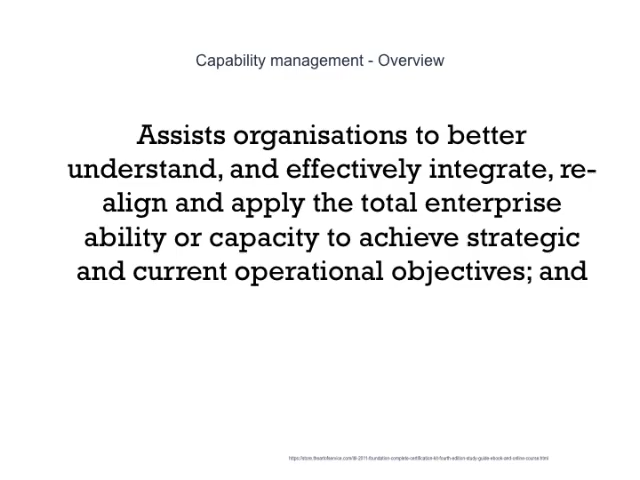 Capability management - Overview
Assists organisations to better
understand, and effectively integrate, re-
align and apply the total enterprise
ability or capacity to achieve strategic
and current operational objectives; and